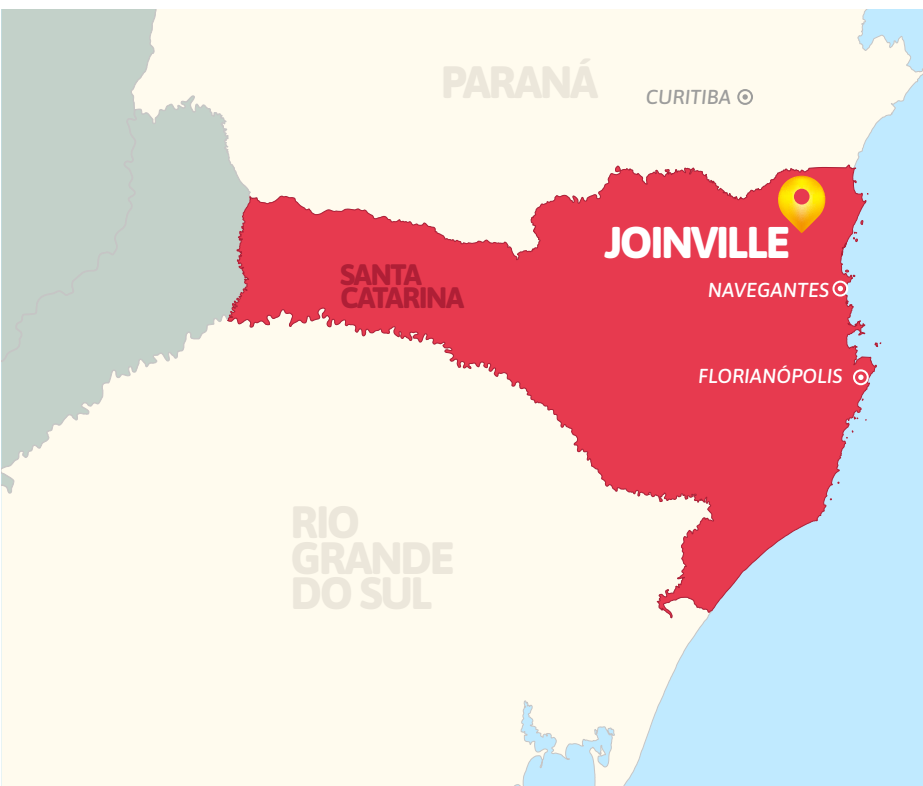 PARANÁ
CURITIBA
JOINVILLE
SANTA
CATARINA
NAVEGANTES
FLORIANÓPOLIS
RIO
GRANDE
DO SUL